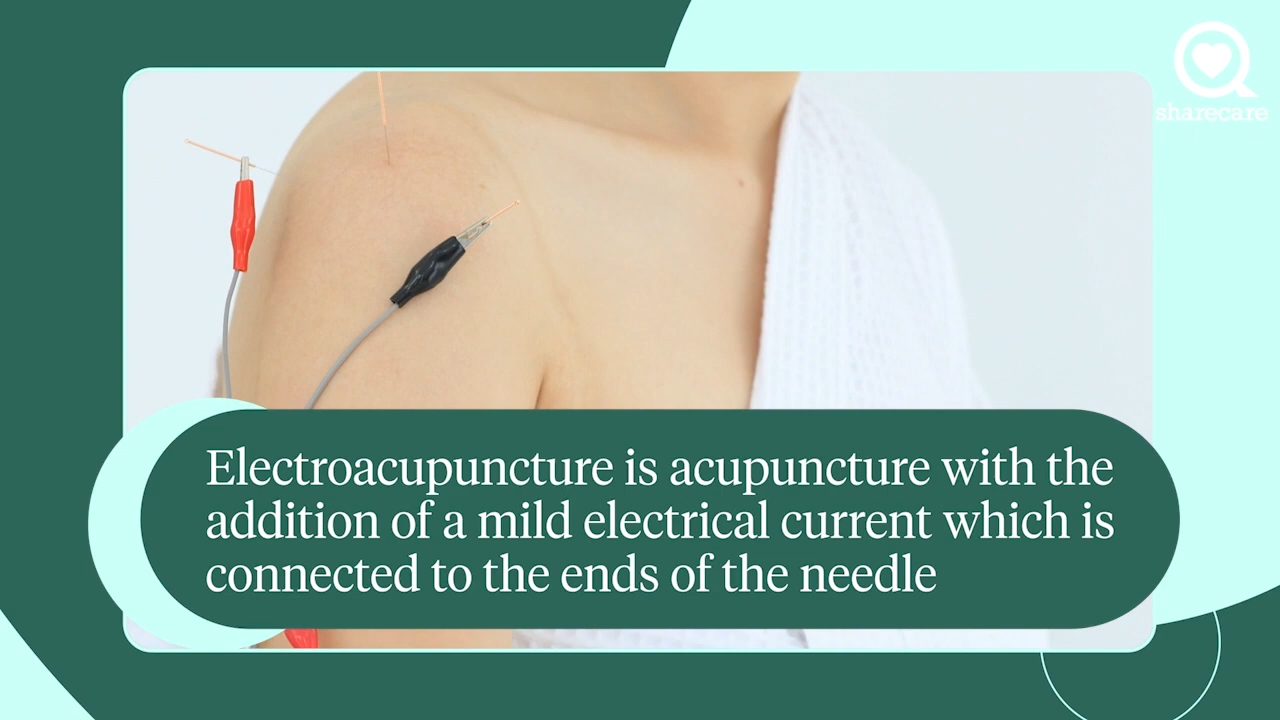 sharecare
Electroacupuncture is acupuncture with the
addition of a mild electrical current which is
connected to the ends of the needle